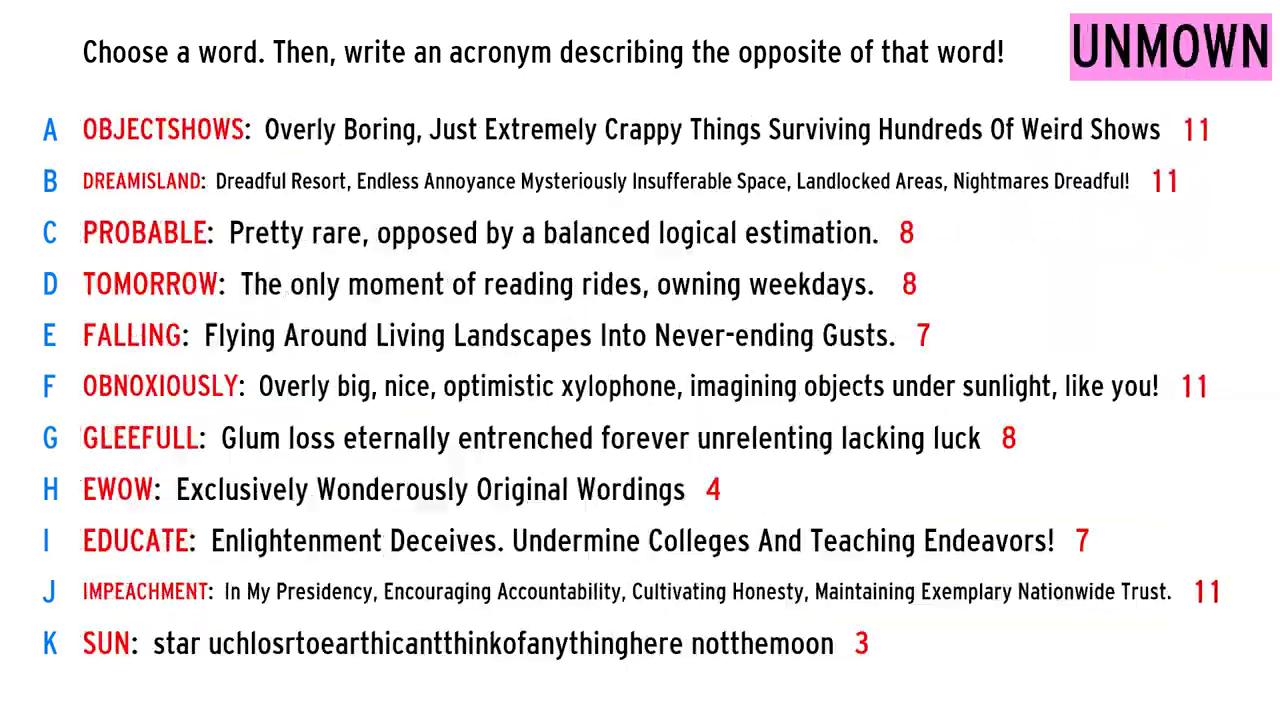 Choose a word. Then, write an acronym describing the opposite of that word!
UNMOWN
A OBJECTSHOWS: Overly Boring, Just Extremely Crappy Things Surviving Hundreds Of Weird Shows 11
B DREAMISLAND: Dreadful Resort, Endless Annoyance Mysteriously Insufferable Space, Landlocked Areas, Nightmares Dreadful! 11
C PROBABLE: Pretty rare, opposed by a balanced logical estimation. 8
D TOMORROW: The only moment of reading rides, owning weekdays. 8
E FALLING: Flying Around Living Landscapes Into Never-ending Gusts. 7
F OBNOXIOUSLY: Overly big, nice, optimistic xylophone, imagining objects under sunlight, like you! 11
G GLEEFULL: Glum loss eternally entrenched forever unrelenting lacking luck 8
H EWOW: Exclusively Wonderously Original Wordings 4
I EDUCATE: Enlightenment Deceives. Undermine Colleges And Teaching Endeavors! 7
J IMPEACHMENT: In My Presidency, Encouraging Accountability, Cultivating Honesty, Maintaining Exemplary Nationwide Trust. 11
K SUN: star uchlosrtoearthicantthinkofanythinghere notthemoon 3